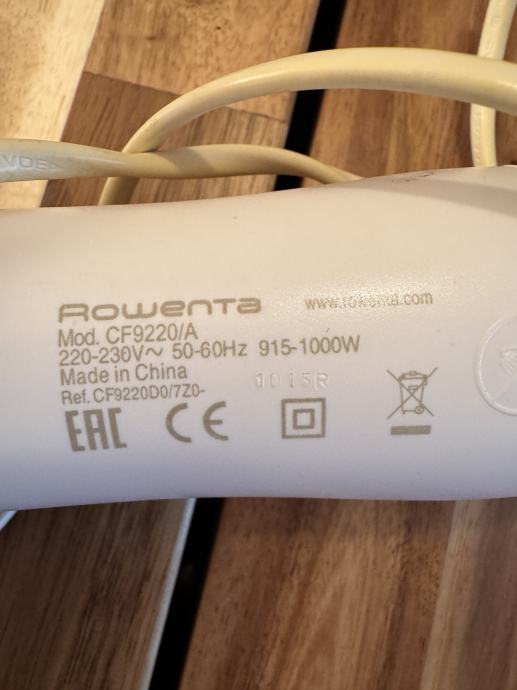 VDE
Rowenta
www.rowenta.com
Mod. CF9220/A
220-230V~ 50-60Hz 915-1000W
Made in China
1015R
Ref. CF9220D0/7Z0-
EAC CE